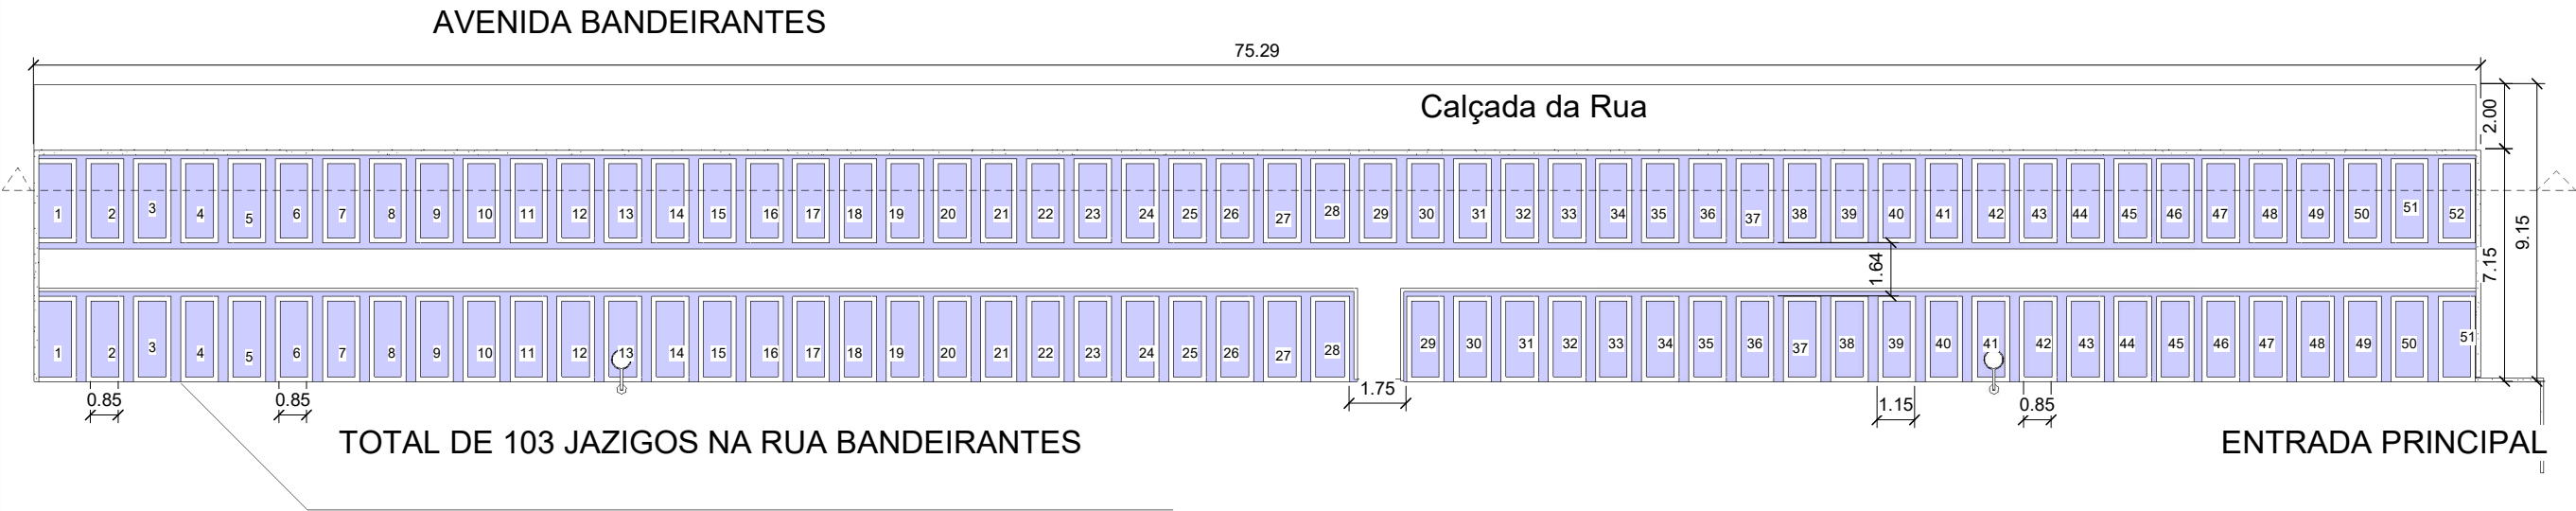 AVENIDA BANDEIRANTES
75.29
Calçada da Rua
2.00
1 2 3 4 5 6 7 8 9 10 11 12 13 14 15 16 17 18 19 20 21 22 23 24 25 26 27 28 29 30 31 32 33 34 35 36 37 38 39 40 41 42 43 44 45 46 47 48 49 50 51 52
9.15
7.15
1.64
1 2 3 4 5 6 7 8 9 10 11 12 13 14 15 16 17 18 19 20 21 22 23 24 25 26 27 28 29 30 31 32 33 34 35 36 37 38 39 40 41 42 43 44 45 46 47 48 49 50 51
0.85 0.85 1.75 1.15 0.85
TOTAL DE 103 JAZIGOS NA RUA BANDEIRANTES
ENTRADA PRINCIPAL